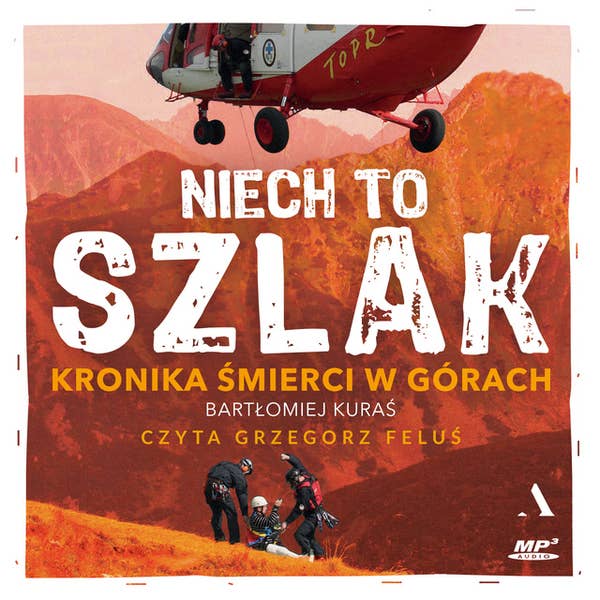 TOPR
NIECH TO
SZLAK
KRONIKA ŚMIERCI W GÓRACH
BARTŁOMIEJ KURAŚ
CZYTA GRZEGORZ FELUŚ
A
MP3
AUDIO